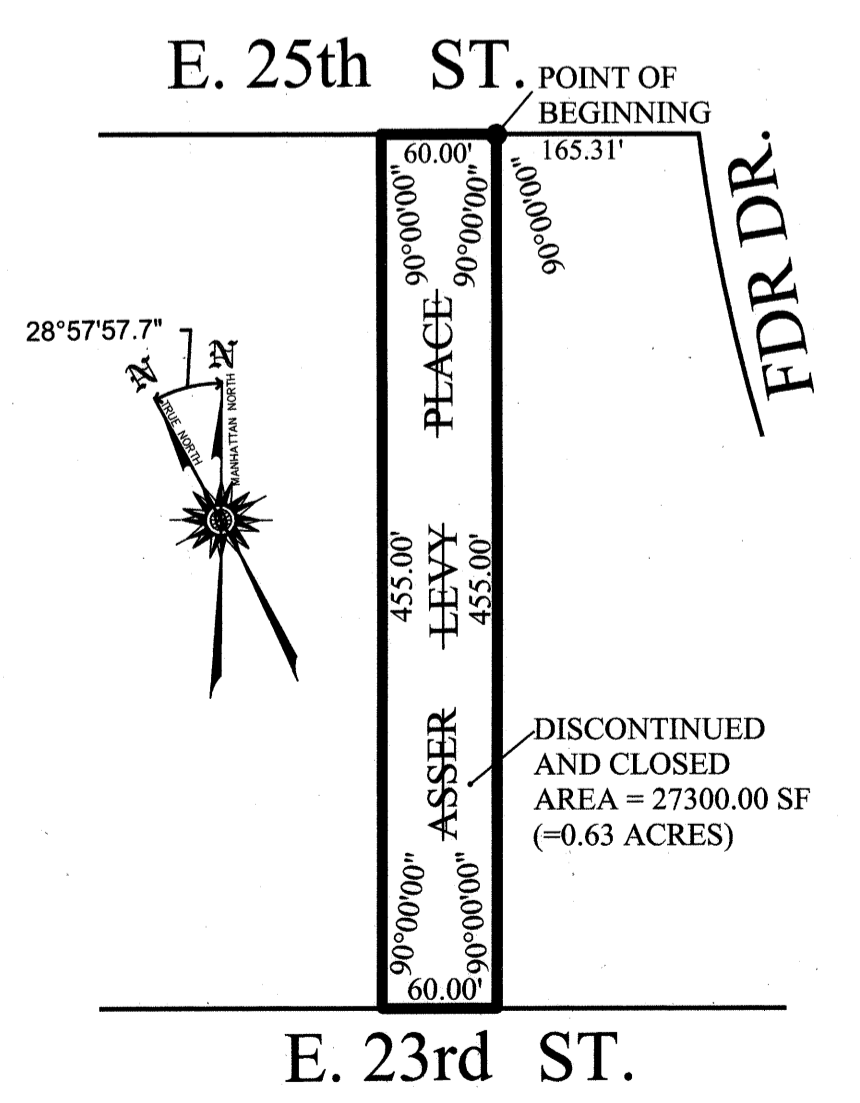 E. 25th ST.
POINT OF
BEGINNING
60.00'
165.31'
90°00'00"
90°00'00"
90°00'00"
FDR DR.
28°57'57.7"
N
N
TRUE NORTH
MANHATTAN NORTH
PLACE
LEVY
ASSER
455.00'
455.00'
DISCONTINUED
AND CLOSED
AREA = 27300.00 SF
(=0.63 ACRES)
90°00'00"
90°00'00"
60.00'
E. 23rd ST.